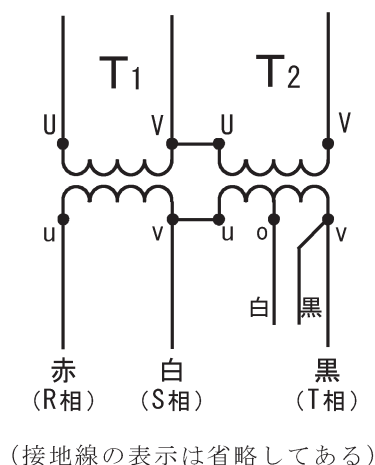 T1 T2
U V U V
u v u o v
白 黒
赤 白 黒
（R相） （S相） （T相）
（接地線の表示は省略してある）